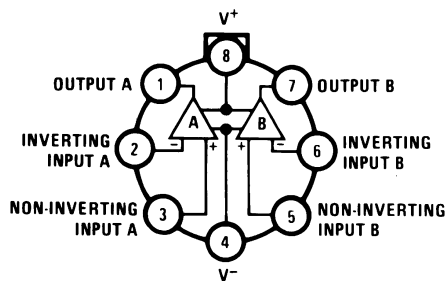 V+
8
OUTPUT A
1
7
OUTPUT B
A
B
INVERTING
INPUT A
2
−
+
+
−
6
INVERTING
INPUT B
NON-INVERTING
INPUT A
3
5
NON-INVERTING
INPUT B
4
V−